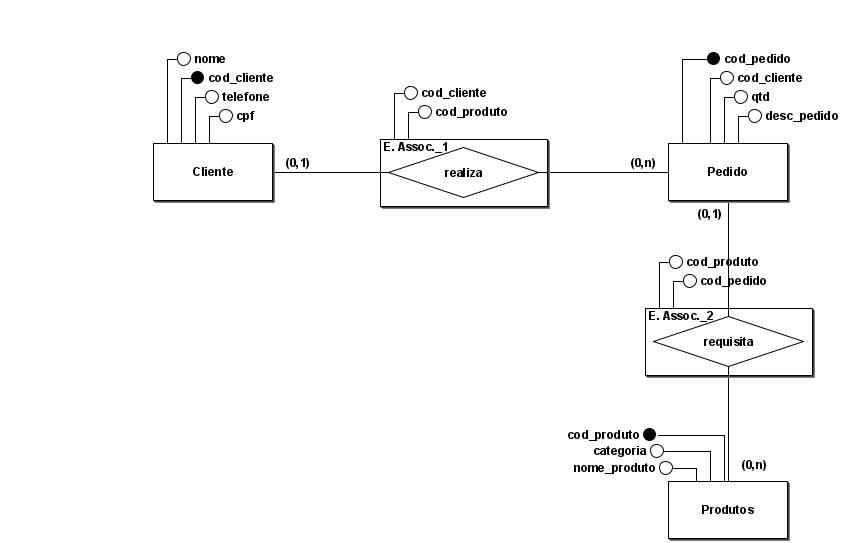 nome
cod_cliente
telefone
cpf
Cliente
(0,1)
cod_cliente
cod_produto
E. Assoc._1
realiza
(0,n)
cod_pedido
cod_cliente
qtd
desc_pedido
Pedido
(0,1)
cod_produto
cod_pedido
E. Assoc._2
requisita
cod_produto
categoria
nome_produto
(0,n)
Produtos